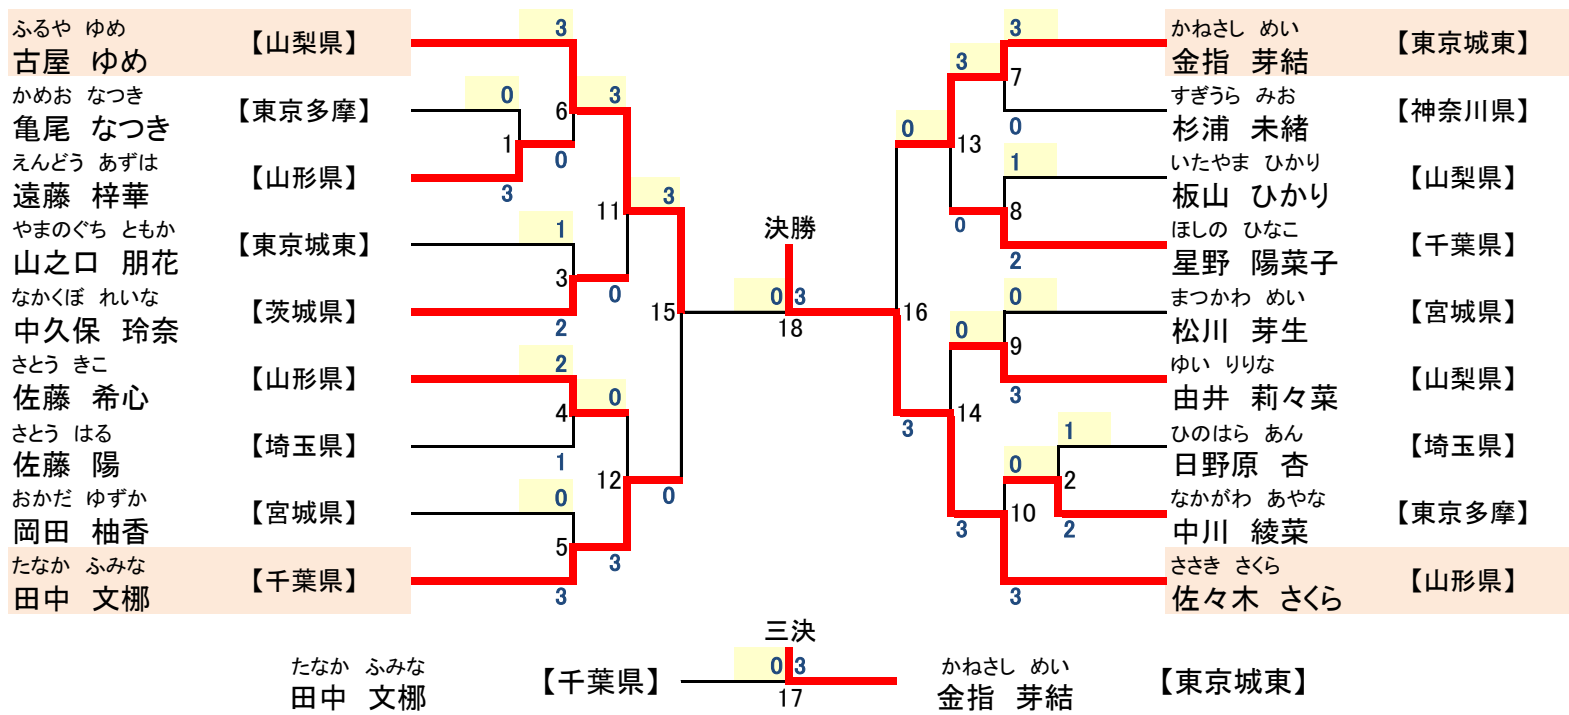 ふるや ゆめ
古屋 ゆめ
【山梨県】
3
かめお なつき
亀尾 なつき
【東京多摩】
0
1
えんどう あずは
遠藤 梓華
【山形県】
3
6
0
3
やまのぐち ともか
山之口 朋花
【東京城東】
1
3
なかくぼ れいな
中久保 玲奈
【茨城県】
2
11
0
3
さとう きこ
佐藤 希心
【山形県】
2
4
さとう はる
佐藤 陽
【埼玉県】
1
0
おかだ ゆずか
岡田 柚香
【宮城県】
0
5
たなか ふみな
田中 文梛
【千葉県】
3
12
3
15
0
決勝
0 3
18
かねさし めい
金指 芽結
【東京城東】
3
7
すぎうら みお
杉浦 未緒
【神奈川県】
0
3
13
いたやま ひかり
板山 ひかり
【山梨県】
1
8
ほしの ひなこ
星野 陽菜子
【千葉県】
2
0
0
16
まつかわ めい
松川 芽生
【宮城県】
0
9
ゆい りりな
由井 莉々菜
【山梨県】
3
0
14
3
ひのはら あん
日野原 杏
【埼玉県】
1
2
なかがわ あやな
中川 綾菜
【東京多摩】
2
0
10
ささき さくら
佐々木 さくら
【山形県】
3
3
三決
たなか ふみな
田中 文梛
【千葉県】
0 3
17
かねさし めい
金指 芽結
【東京城東】